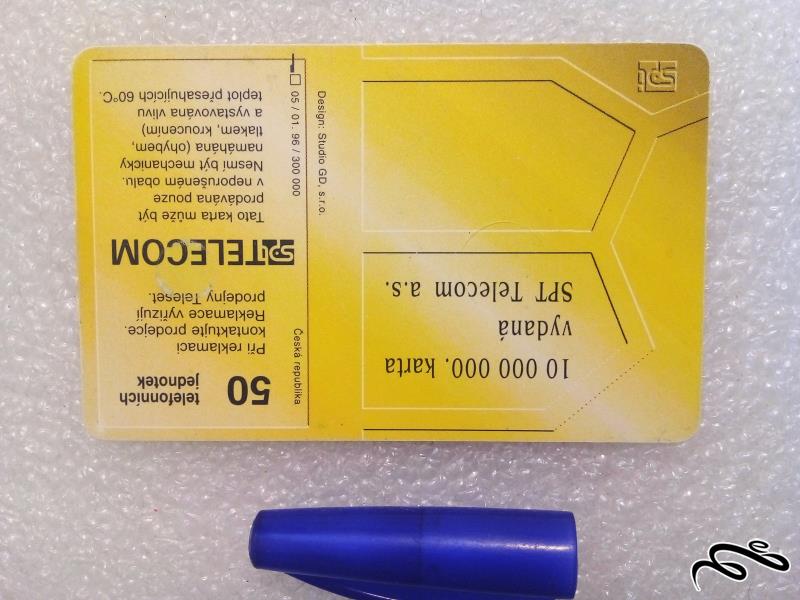 SPT
10 000 000. karta
vydaná
SPT Telecom a.s.
50 telefonních
jednotek
Při reklamaci
kontaktujte prodejce.
Reklamace vyřizují
prodejny Teleset.
SPT TELECOM
Tato karta může být
prodávána pouze
v neporušeném obalu.
Nesmí být mechanicky
namáhána (ohybem,
tlakem, kroucením)
a vystavována vlivu
teplot přesahujících 60°C.
Česká republika
05 / 01. 96 / 300 000
Design: Studio GD, s.r.o.